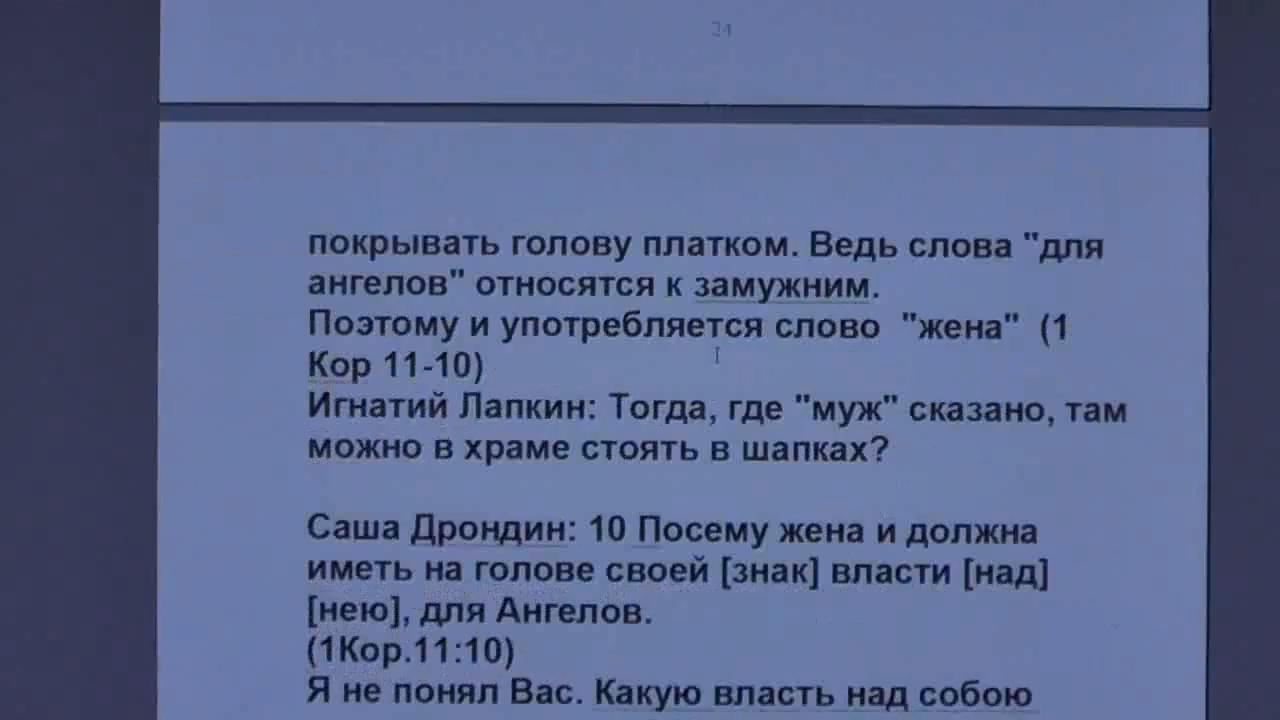 24
покрывать голову платком. Ведь слова "для
ангелов" относятся к замужним.
Поэтому и употребляется слово "жена" (1
Кор 11-10)
Игнатий Лапкин: Тогда, где "муж" сказано, там
можно в храме стоять в шапках?
Саша Дрондин: 10 Посему жена и должна
иметь на голове своей [знак] власти [над]
[нею], для Ангелов.
(1Кор.11:10)
Я не понял Вас. Какую власть над собою